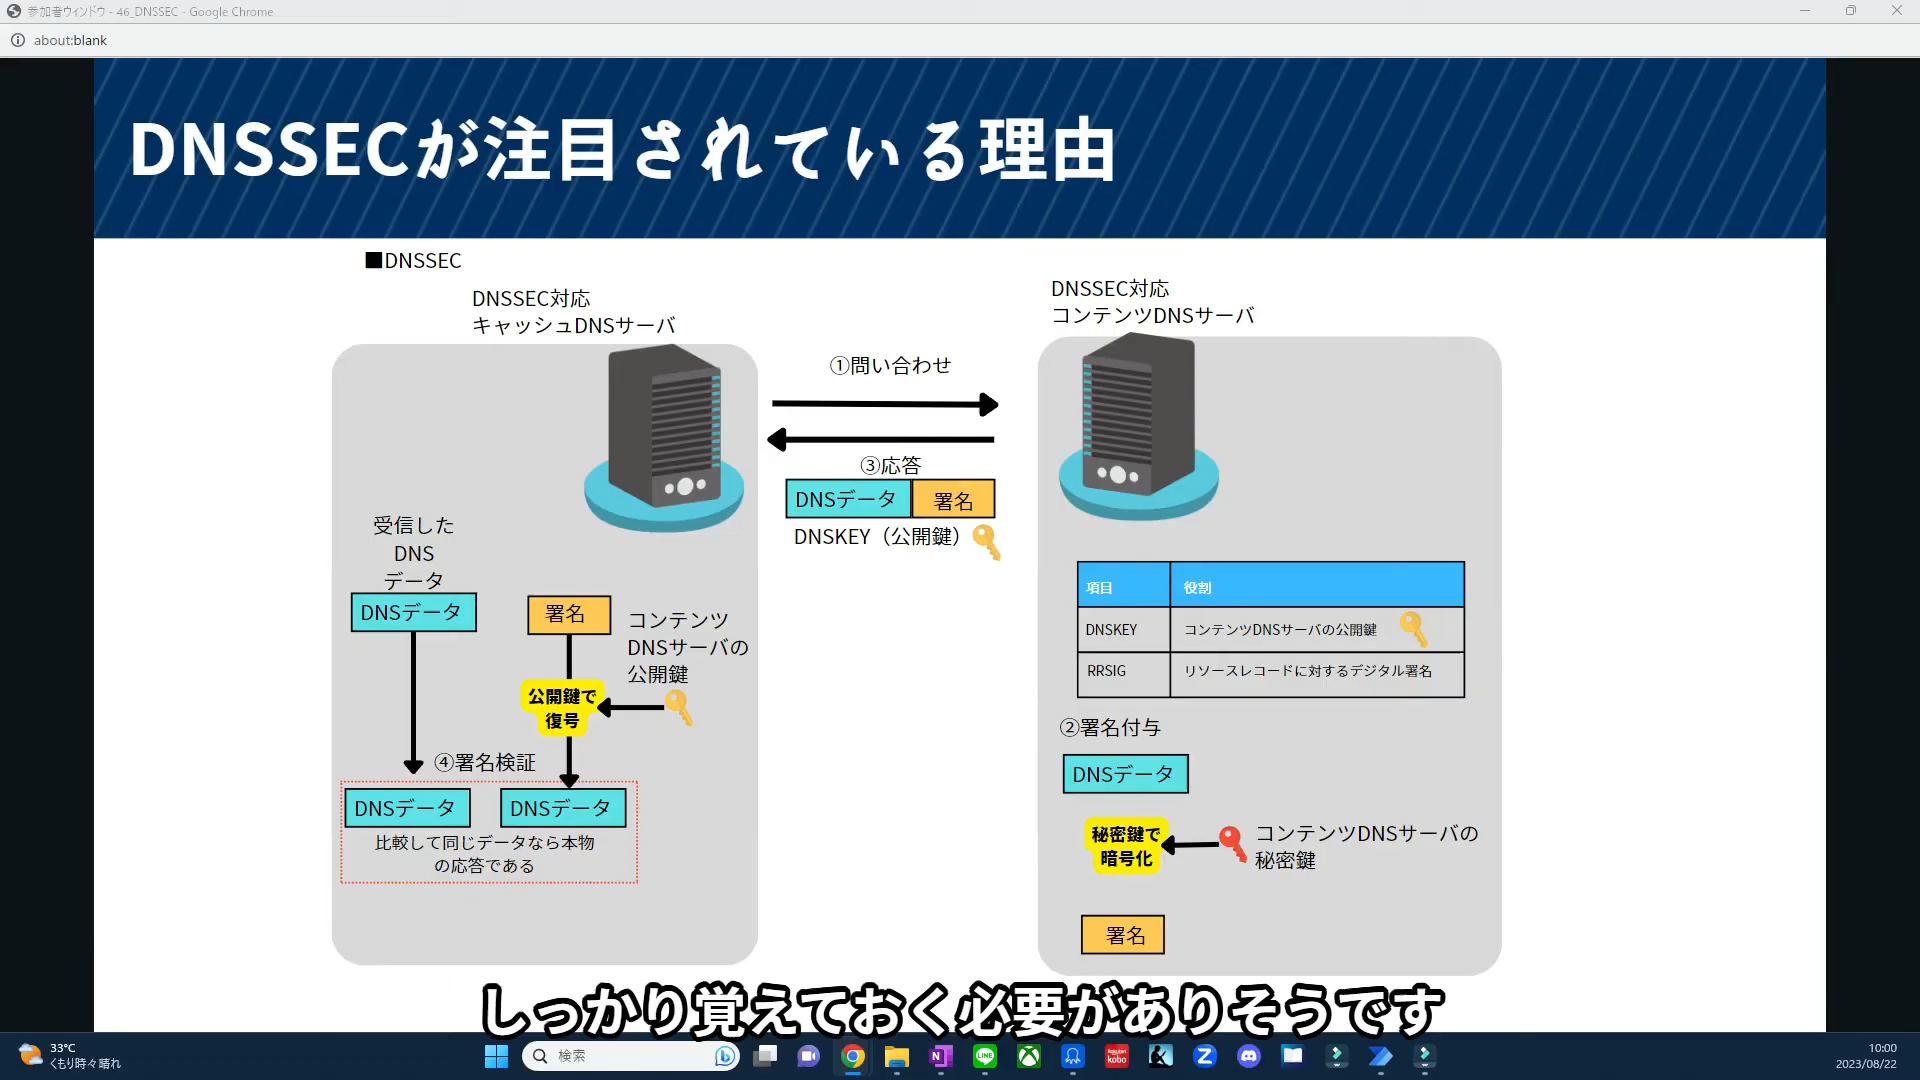 参加者ウィンドウ - 46_DNSSEC - Google Chrome
about:blank
DNSSECが注目されている理由
■DNSSEC
DNSSEC対応
キャッシュDNSサーバ
DNSSEC対応
コンテンツDNSサーバ
①問い合わせ
③応答
DNSデータ 署名
DNSKEY（公開鍵）
受信した
DNS
データ
DNSデータ
署名
コンテンツ
DNSサーバの
公開鍵
公開鍵で
復号
④署名検証
DNSデータ DNSデータ
比較して同じデータなら本物
の応答である
項目 役割
DNSKEY コンテンツDNSサーバの公開鍵
RRSIG リソースレコードに対するデジタル署名
②署名付与
DNSデータ
秘密鍵で
暗号化
コンテンツDNSサーバの
秘密鍵
署名
しっかり覚えておく必要がありそうです
33°C
くもり時々晴れ
検索
N
LINE
Rakuten
kobo
Z
10:00
2023/08/22